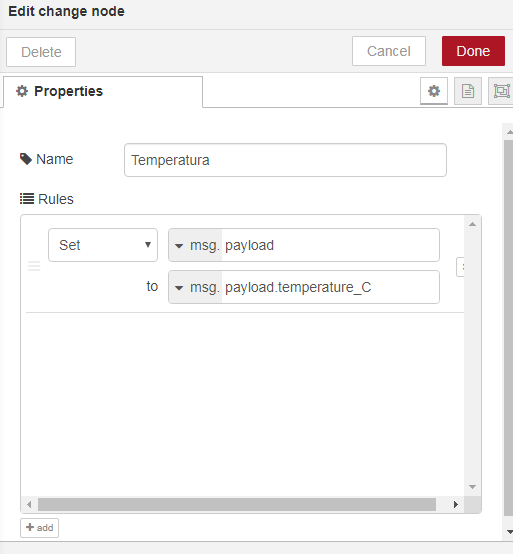 Edit change node
Delete Cancel Done
Properties
Name Temperatura
Rules
Set msg. payload
to msg. payload.temperature_C
+ add